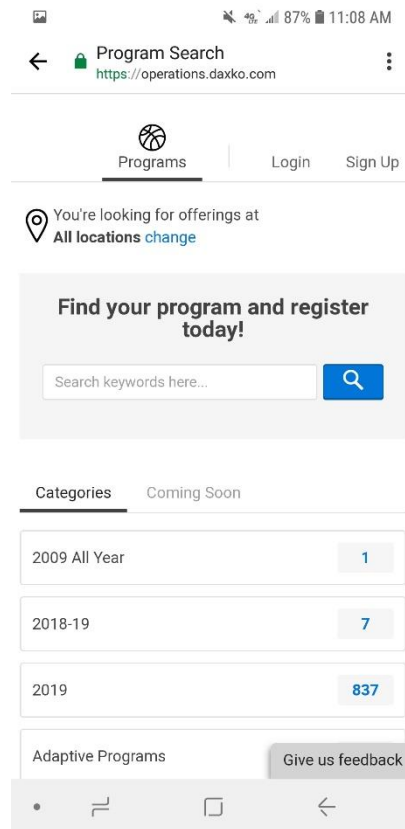 87% 11:08 AM
Program Search
https://operations.daxko.com
Programs
Login
Sign Up
You're looking for offerings at
All locations change
Find your program and register
today!
Search keywords here...
Categories
Coming Soon
2009 All Year 1
2018-19 7
2019 837
Adaptive Programs
Give us feedback